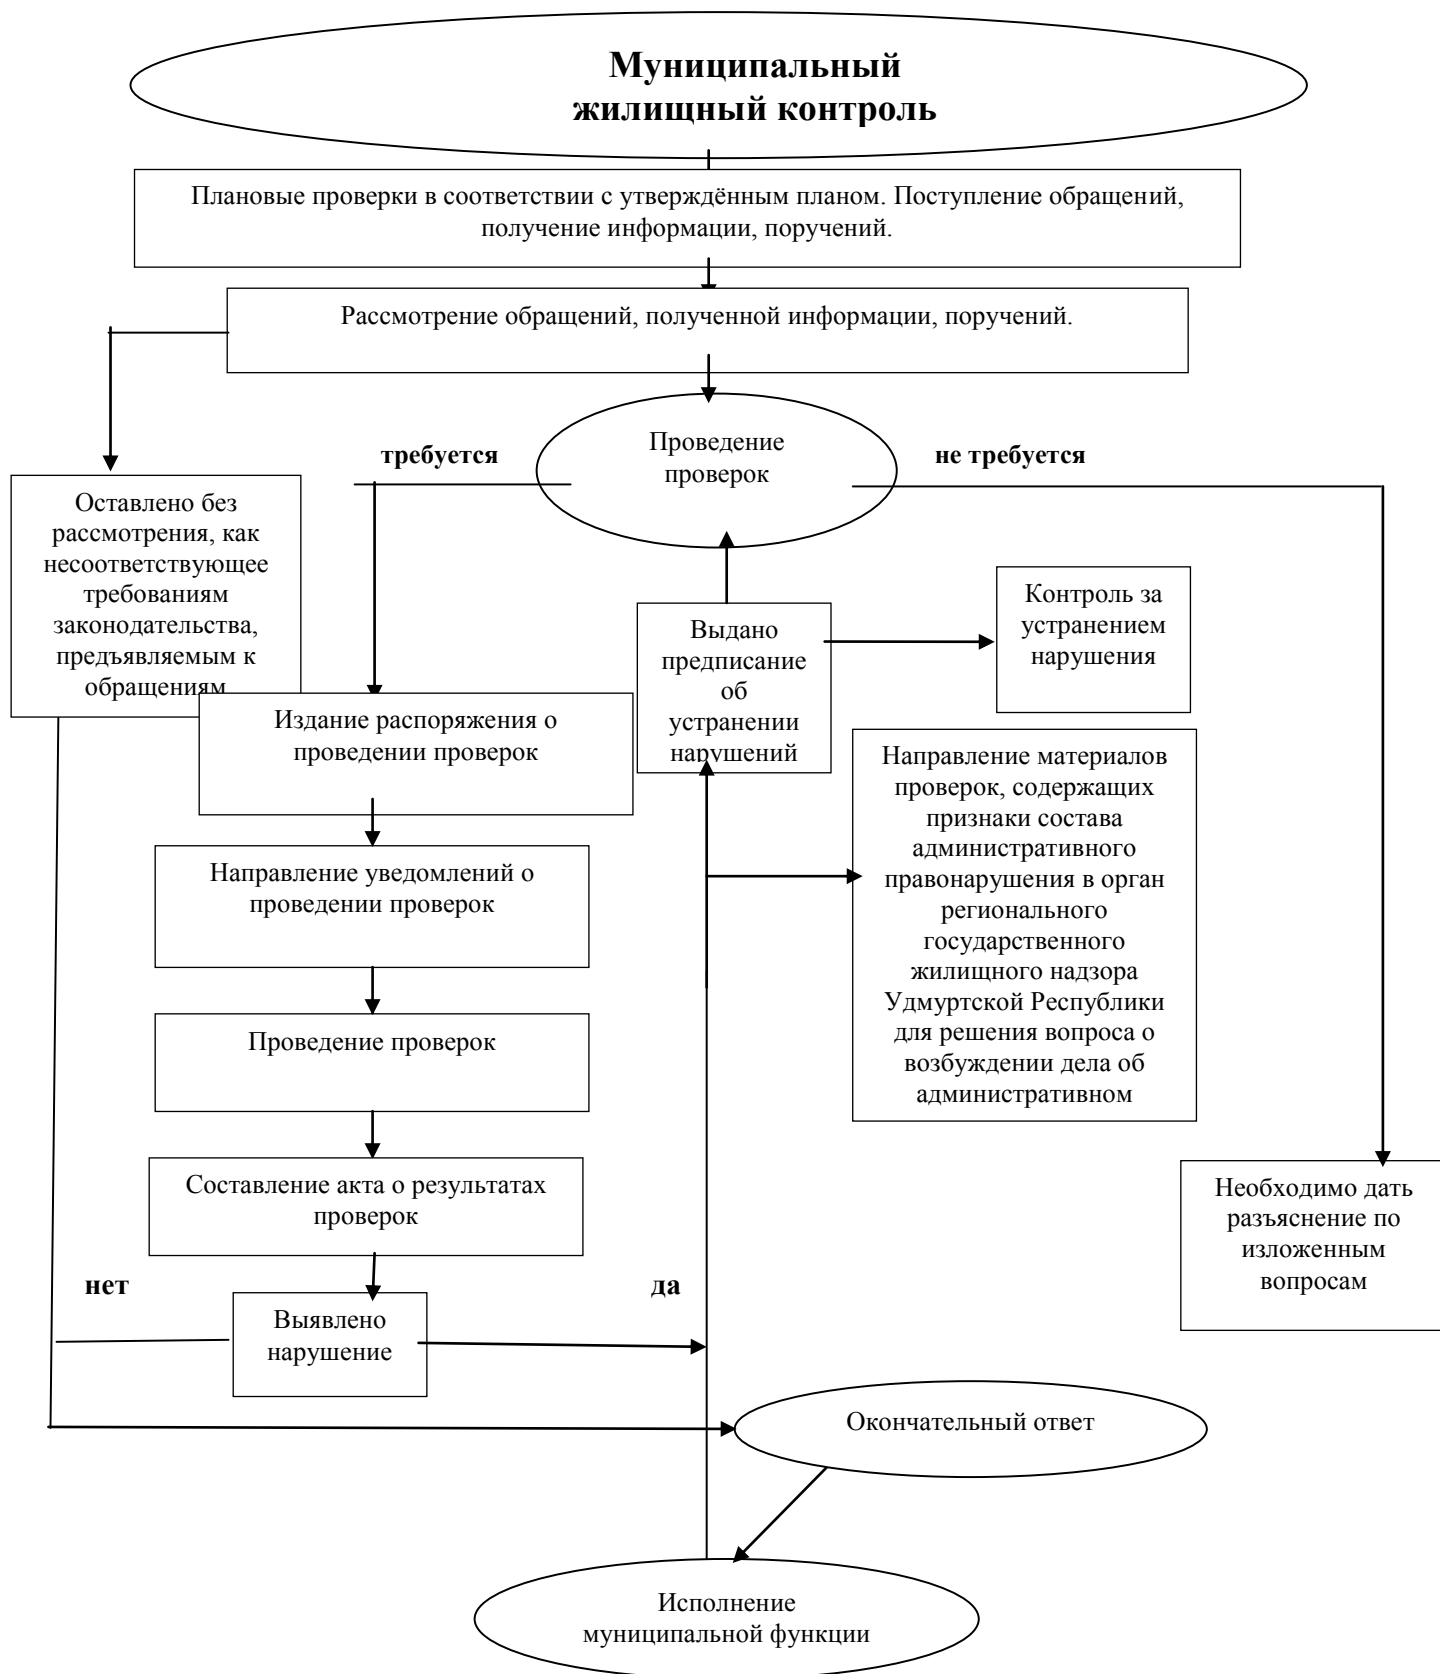 Муниципальный
жилищный контроль
Плановые проверки в соответствии с утверждённым планом. Поступление обращений,
получение информации, поручений.
Рассмотрение обращений, полученной информации, поручений.
требуется
Проведение
проверок
не требуется
Оставлено без
рассмотрения, как
несоответствующее
требованиям
законодательства,
предъявляемым к
обращениям
Контроль за
устранением
нарушения
Выдано
предписание
об
устранении
нарушений
Издание распоряжения о
проведении проверок
Направление материалов
проверок, содержащих
признаки состава
административного
правонарушения в орган
регионального
государственного
жилищного надзора
Удмуртской Республики
для решения вопроса о
возбуждении дела об
административном
Направление уведомлений о
проведении проверок
Проведение проверок
Составление акта о результатах
проверок
Необходимо дать
разъяснение по
изложенным
вопросам
нет
да
Выявлено
нарушение
Окончательный ответ
Исполнение
муниципальной функции